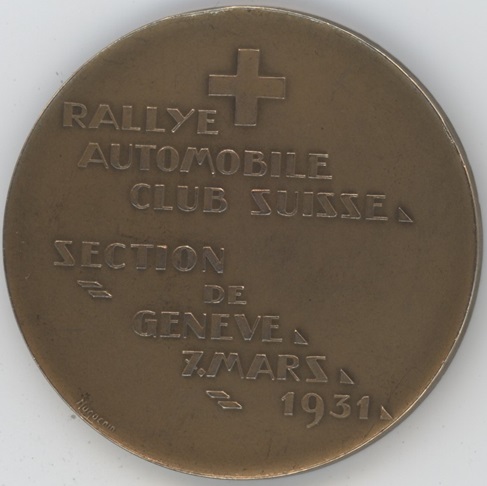 RALLYE
AUTOMOBILE
CLUB SUISSE
SECTION
DE
GENEVE
7.MARS
1931